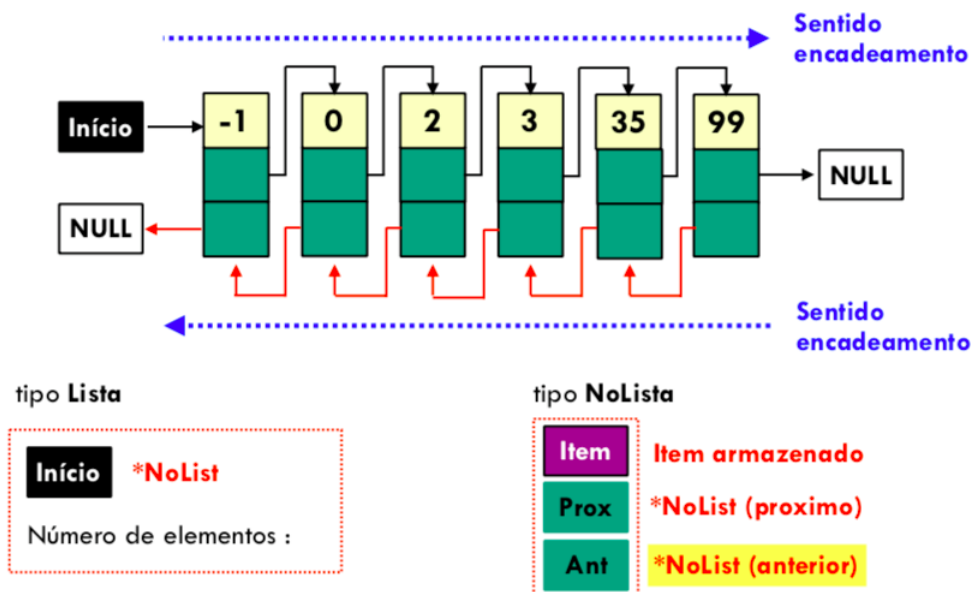 Sentido
encadeamento
Início
-1 0 2 3 35 99
NULL
NULL
Sentido
encadeamento
tipo Lista
Início *NoList
Número de elementos :
tipo NoLista
Item Item armazenado
Prox *NoList (proximo)
Ant *NoList (anterior)